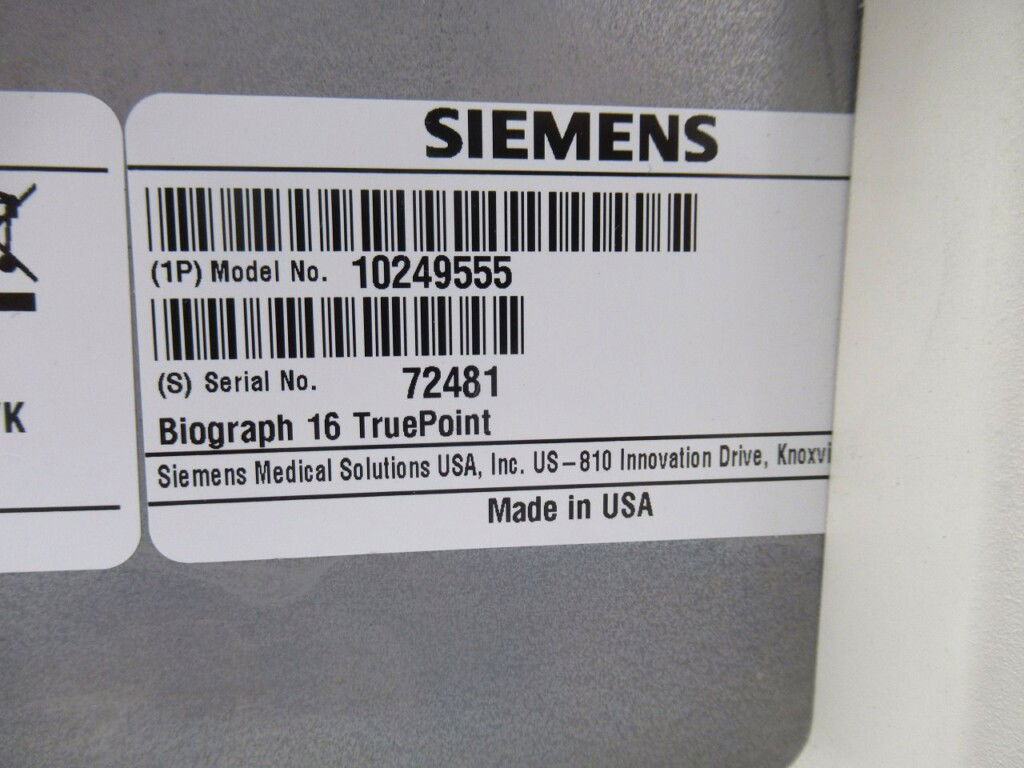 SIEMENS
(1P) Model No. 10249555
(S) Serial No. 72481
Biograph 16 TruePoint
Siemens Medical Solutions USA, Inc. US-810 Innovation Drive, Knoxvi
Made in USA